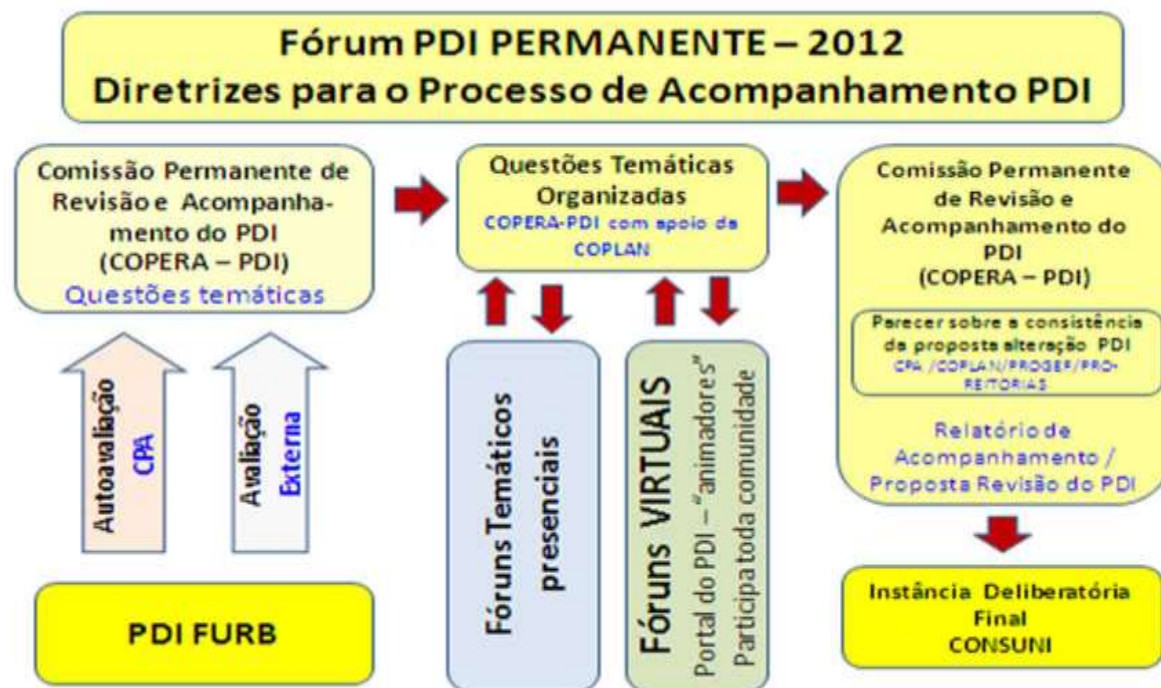 Fórum PDI PERMANENTE – 2012
Diretrizes para o Processo de Acompanhamento PDI
Comissão Permanente de
Revisão e Acompanha-
mento do PDI
(COPERA – PDI)
Questões temáticas
Autoavaliação
CPA
Avaliação
Externa
PDI FURB
Questões Temáticas
Organizadas
COPERA-PDI com apoio da
COPLAN
Fóruns Temáticos
presenciais
Fóruns VIRTUAIS
Portal do PDI – "animadores"
Participa toda comunidade
Comissão Permanente
de Revisão e
Acompanhamento do
PDI
(COPERA – PDI)
Parecer sobre a consistência
da proposta alteração PDI
CPA /COPLAN/PROGEF/PRO-
REITORIAS
Relatório de
Acompanhamento /
Proposta Revisão do PDI
Instância Deliberatória
Final
CONSUNI